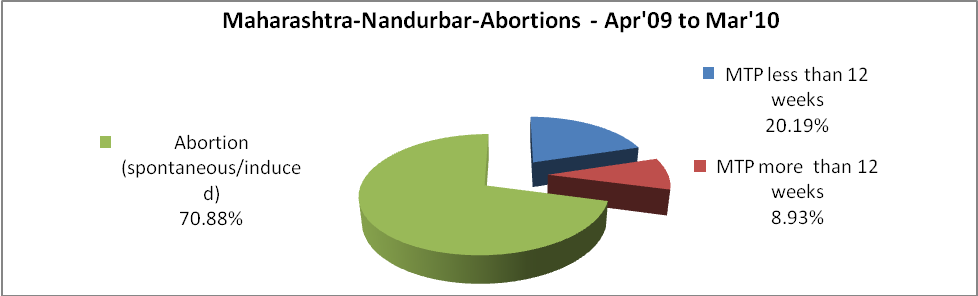 Maharashtra-Nandurbar-Abortions - Apr'09 to Mar'10
MTP less than 12
weeks
20.19%
Abortion
(spontaneous/induce
d)
70.88%
MTP more than 12
weeks
8.93%